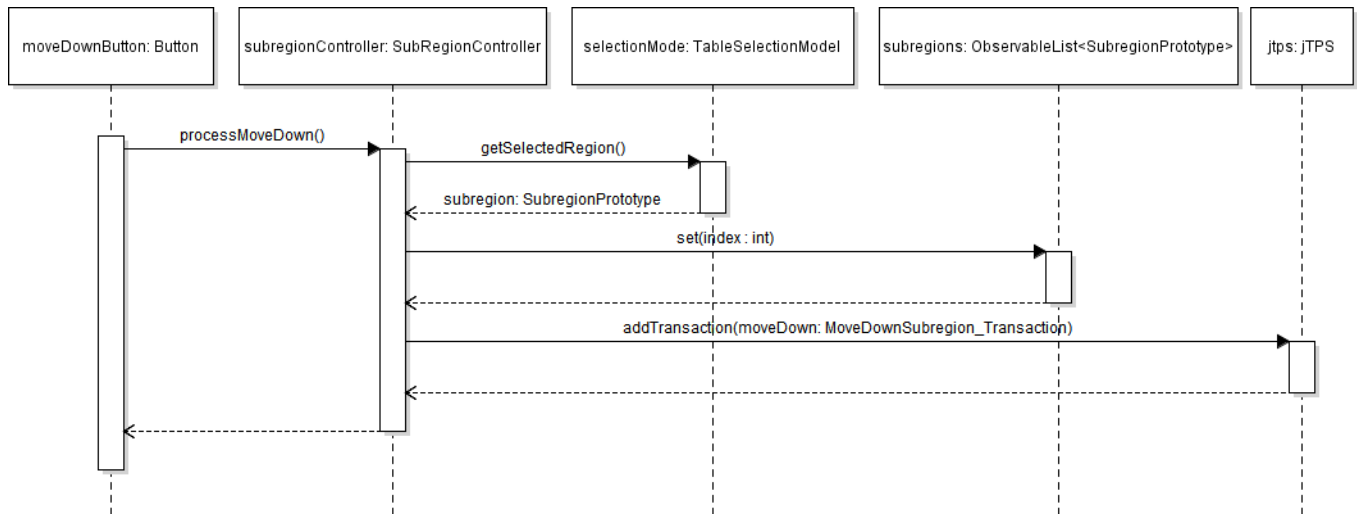 moveDownButton: Button
subregionController: SubRegionController
selectionMode: TableSelectionModel
subregions: ObservableList<SubregionPrototype>
jtps: jTPS
processMoveDown()
getSelectedRegion()
subregion: SubregionPrototype
set(index : int)
addTransaction(moveDown: MoveDownSubregion_Transaction)